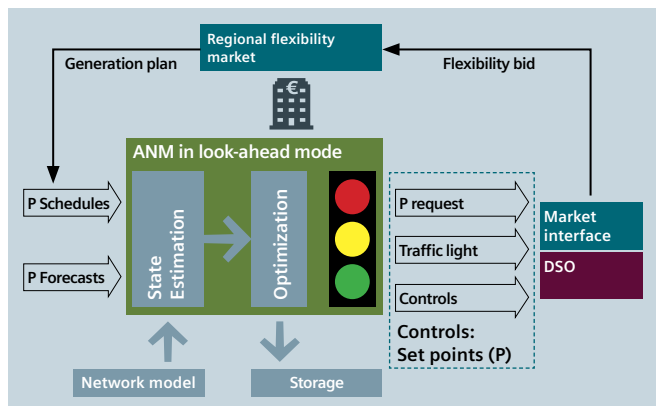 Regional flexibility
market
€
Generation plan
Flexibility bid
ANM in look-ahead mode
P Schedules
P Forecasts
State
Estimation
Optimization
P request
Traffic light
Controls
Controls:
Set points (P)
Market
interface
DSO
Network model
Storage